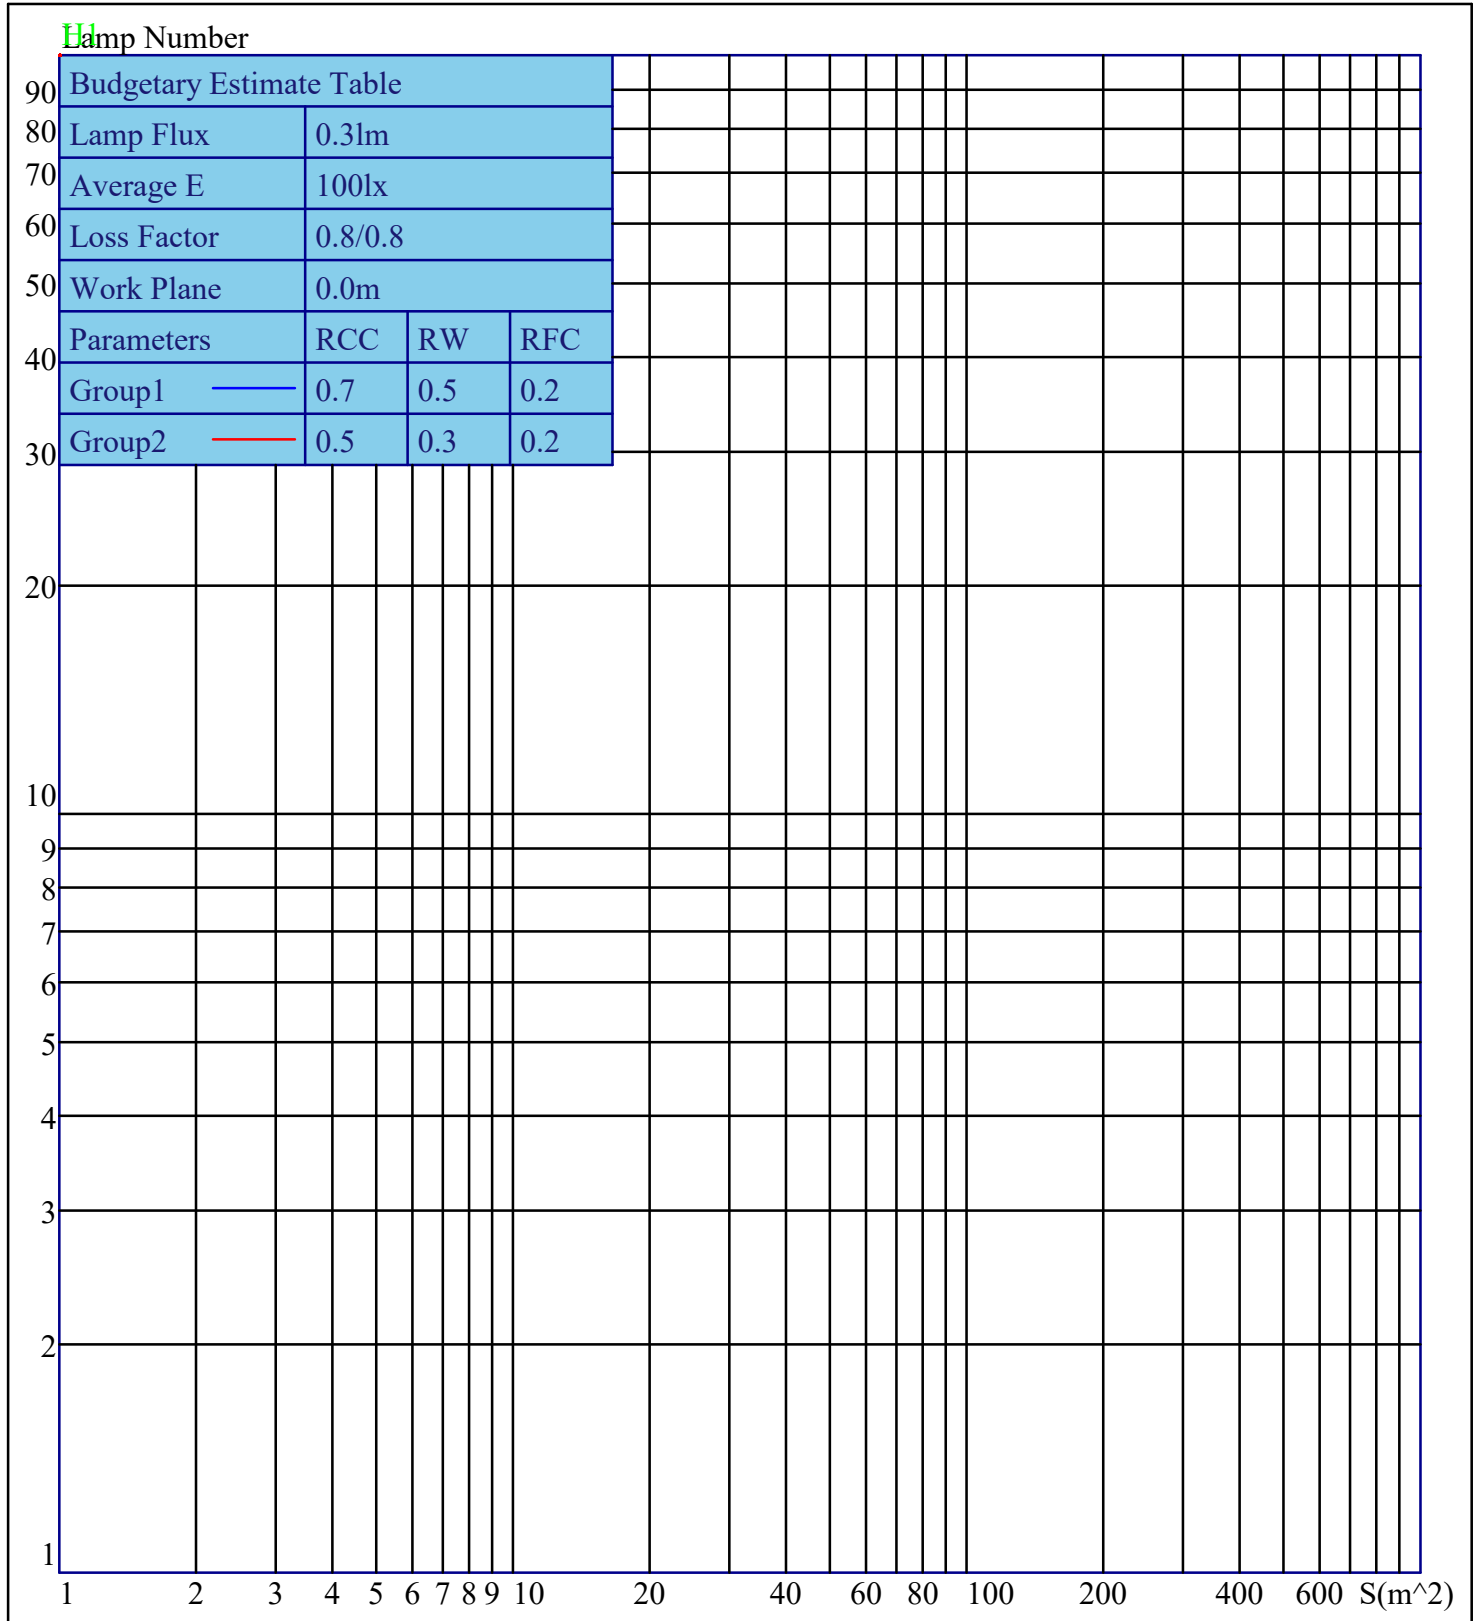 Lamp Number
Budgetary Estimate Table
Lamp Flux 0.3lm
Average E 100lx
Loss Factor 0.8/0.8
Work Plane 0.0m
Parameters RCC RW RFC
Group1 0.7 0.5 0.2
Group2 0.5 0.3 0.2
90
80
70
60
50
40
30
20
10
9
8
7
6
5
4
3
2
1
1 2 3 4 5 6 7 8 9 10 20 40 60 80 100 200 400 600 S(m^2)